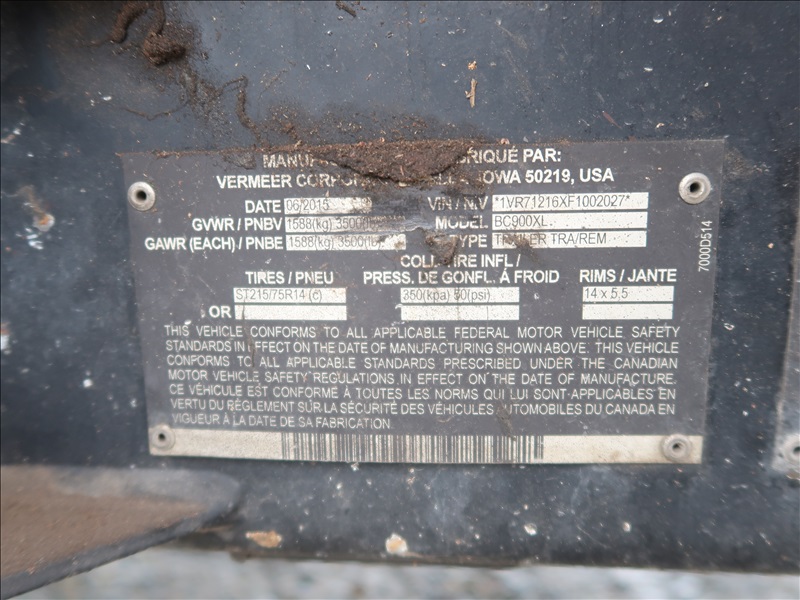 MANUF RIQUÉ PAR:
VERMEER CORPOR IOWA 50219, USA
DATE 06/2015 VIN / N.I.V *1VR71216XF1002027*
GVWR / PNBV 1588(kg) 3500 MODEL BC900XL
GAWR (EACH) / PNBE 1588(kg) 3500(lb) TYPE TRAILER TRA/REM
COLD TIRE INFL /
TIRES / PNEU PRESS. DE GONFL. À FROID RIMS / JANTE
ST215/75R14 (c) 350(kpa) 50(psi) 14 x 5,5
OR
THIS VEHICLE CONFORMS TO ALL APPLICABLE FEDERAL MOTOR VEHICLE SAFETY
STANDARDS IN EFFECT ON THE DATE OF MANUFACTURING SHOWN ABOVE. THIS VEHICLE
CONFORMS TO ALL APPLICABLE STANDARDS PRESCRIBED UNDER THE CANADIAN
MOTOR VEHICLE SAFETY REGULATIONS IN EFFECT ON THE DATE OF MANUFACTURE.
CE VÉHICULE EST CONFORME À TOUTES LES NORMS QUI LUI SONT-APPLICABLES EN
VERTU DU RÈGLEMENT SUR LA SÉCURITÉ DES VÉHICULES AUTOMOBILES DU CANADA EN
VIGUEUR À LA DATE DE SA FABRICATION.
7000D514